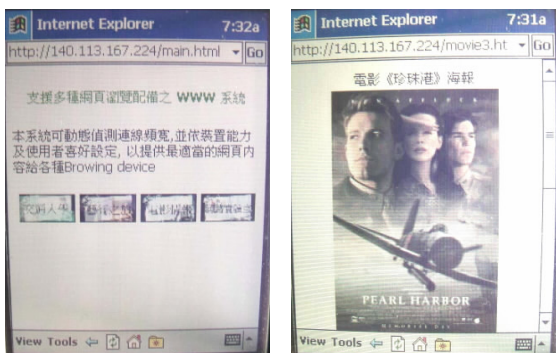 Internet Explorer 7:32a
http://140.113.167.224/main.html Go
支援多種網頁瀏覽配備之 WWW 系統
本系統可動態偵測連線頻寬,並依裝置能力
及使用者喜好設定, 以提供最適當的網頁內
容給各種Browing device
View Tools
Internet Explorer 7:31a
http://140.113.167.224/movie3.ht Go
電影《珍珠港》海報
PEARL HARBOR
MEMORIAL DAY
View Tools